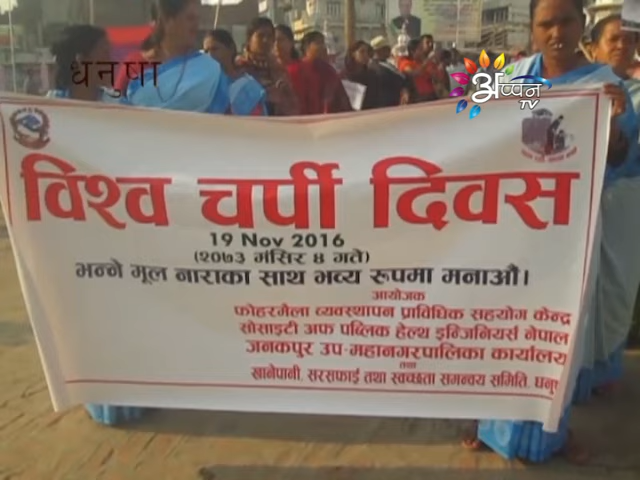 धनुषा
अप्पन
TV
विश्व चर्पी दिवस
19 Nov 2016
(२०७३ मंसिर ४ गते)
भन्ने मूल नाराका साथ भव्य रुपमा मनाऔं।
आयोजक
फोहरमैला व्यवस्थापन प्राविधिक सहयोग केन्द्र
सोसाइटी अफ पब्लिक हेल्थ इन्जिनियर्स नेपाल
जनकपुर उप-महानगरपालिका कार्यालय
तथा
खानेपानी, सरसफाई तथा स्वच्छता समन्वय समिति, धनुषा